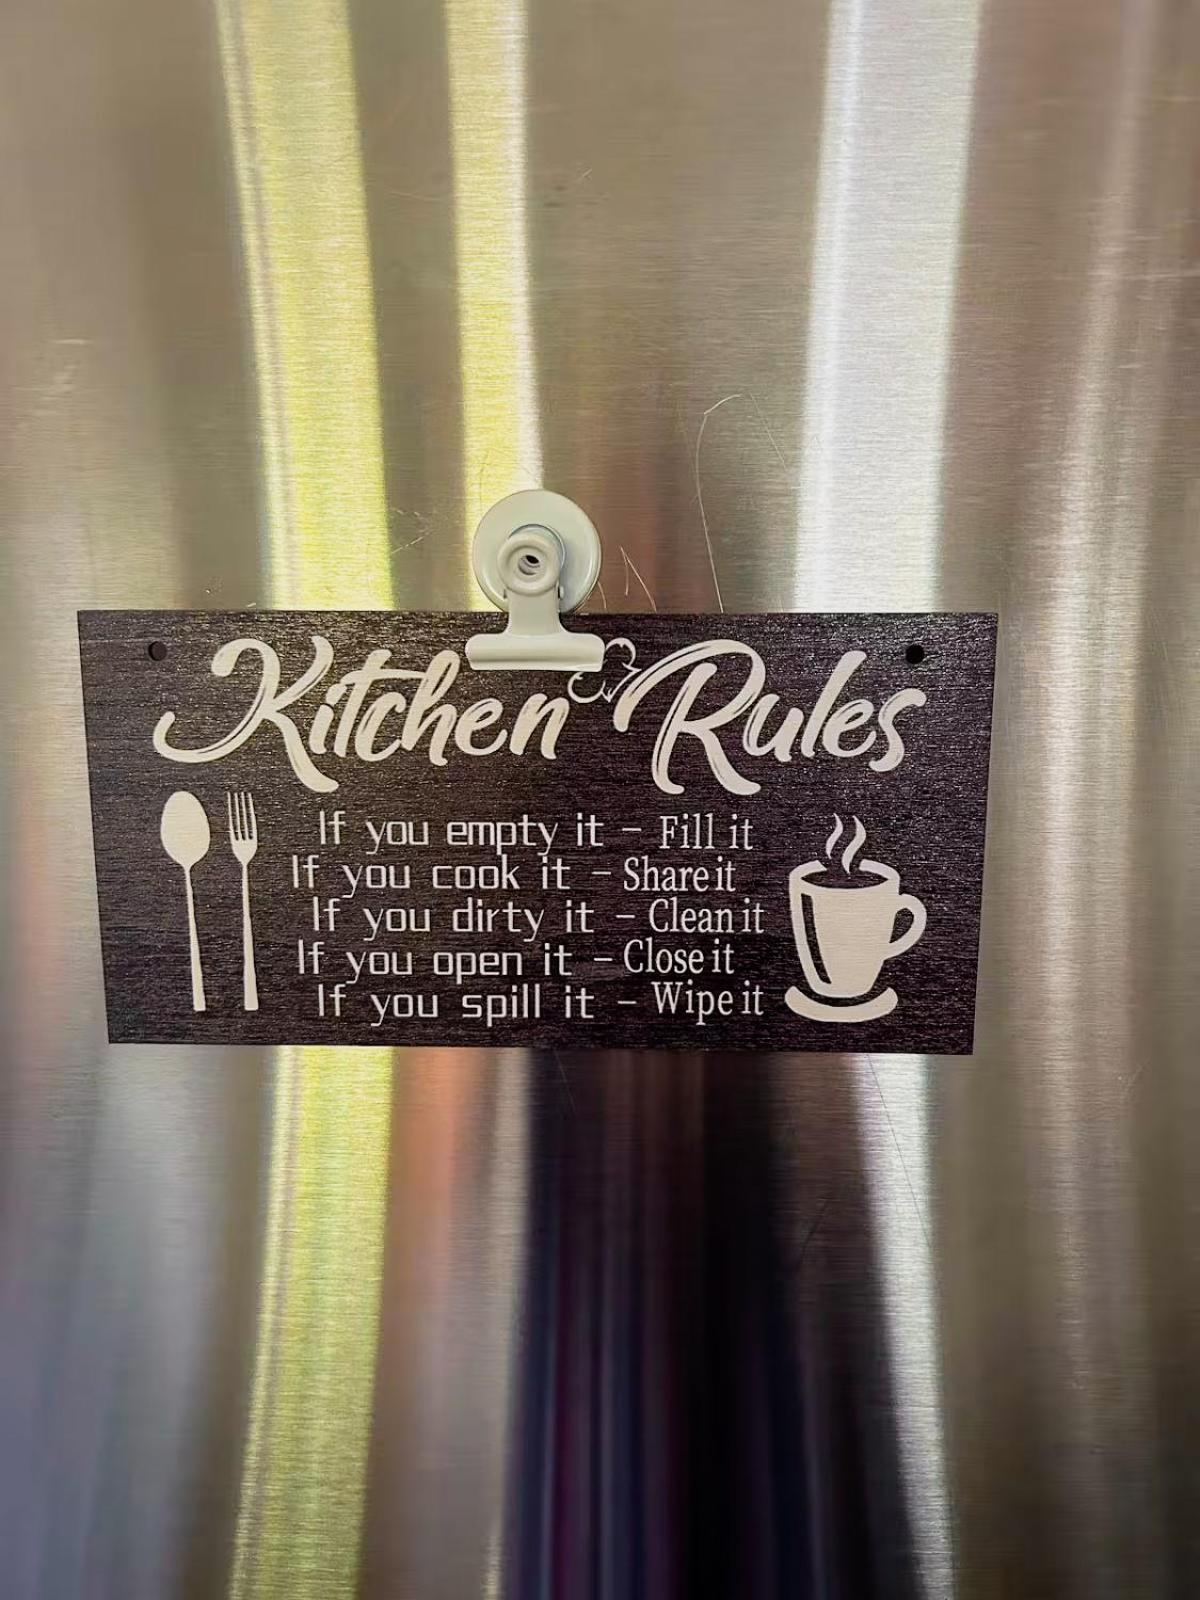 Kitchen Rules
If you empty it – Fill it
If you cook it – Share it
If you dirty it – Clean it
If you open it – Close it
If you spill it – Wipe it